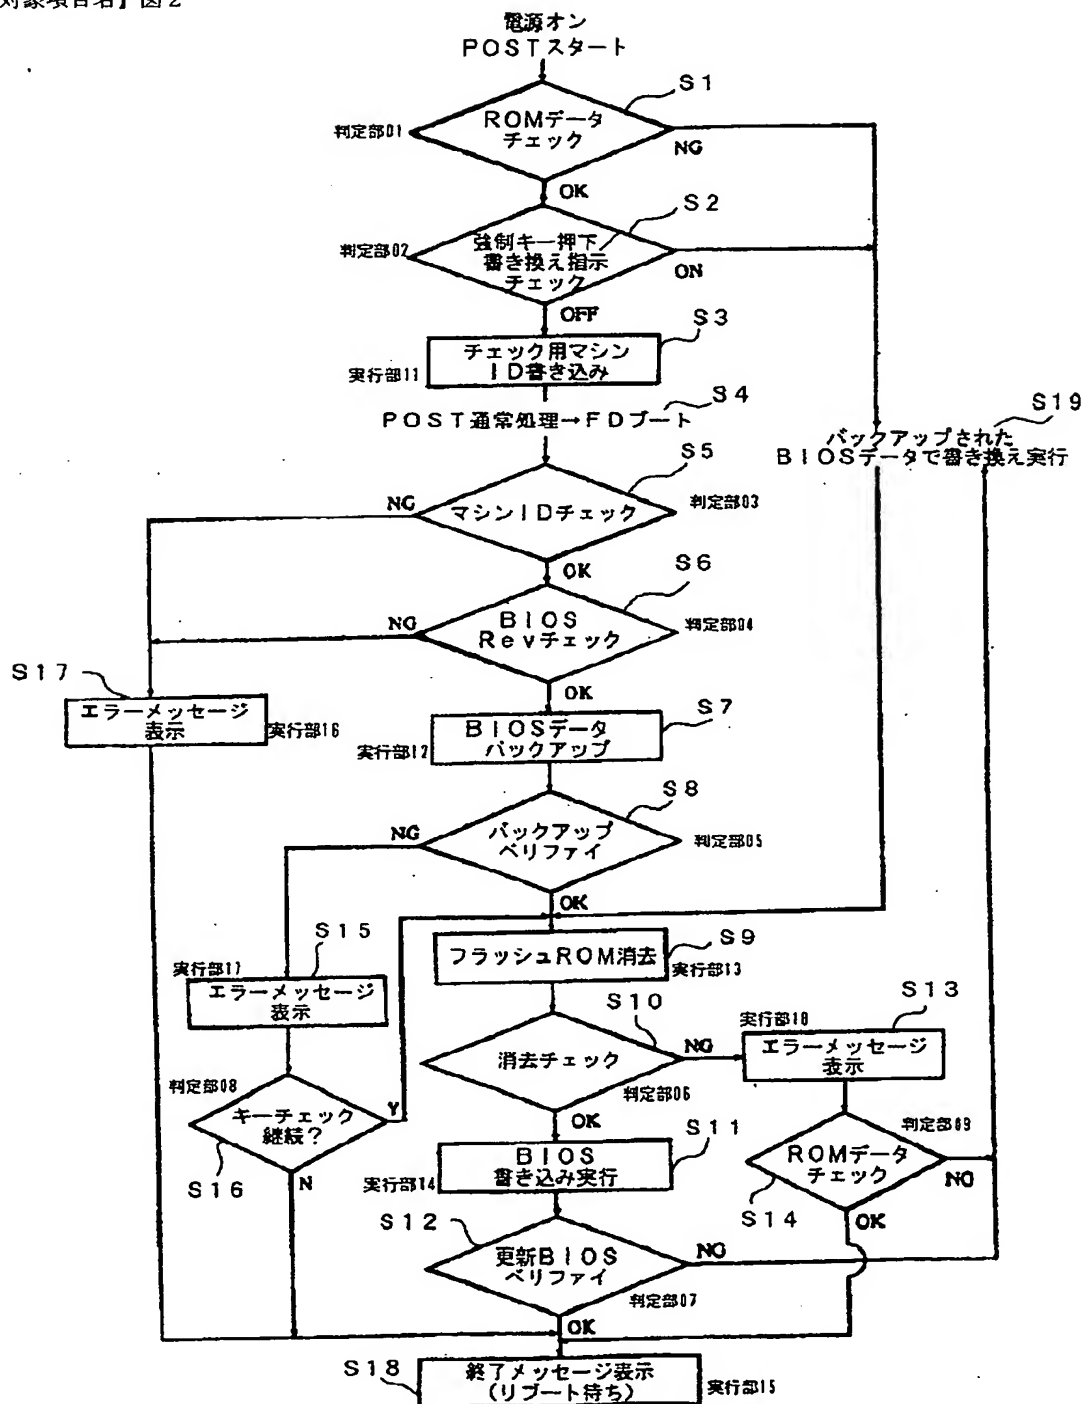 対象項目名】図２
電源オン
ＰＯＳＴスタート
Ｓ１
判定部01
ＲＯＭデータ
チェック
NG
OK
Ｓ２
判定部02
強制キー押下
書き換え指示
チェック
ON
OFF
Ｓ３
チェック用マシン
ＩＤ書き込み
実行部11
Ｓ４
ＰＯＳＴ通常処理→ＦＤブート
Ｓ１９
バックアップされた
ＢＩＯＳデータで書き換え実行
Ｓ５
NG
マシンＩＤチェック
判定部03
OK
Ｓ６
NG
ＢＩＯＳ
Ｒｅｖチェック
判定部04
OK
Ｓ１７
エラーメッセージ
表示
実行部16
Ｓ７
ＢＩＯＳデータ
バックアップ
実行部12
Ｓ８
NG
バックアップ
ベリファイ
判定部05
OK
Ｓ９
フラッシュＲＯＭ消去
実行部13
Ｓ１５
実行部17
エラーメッセージ
表示
Ｓ１０
消去チェック
NG
判定部06
OK
Ｓ１３
実行部18
エラーメッセージ
表示
判定部08
キーチェック
継続？
Y
N
Ｓ１６
Ｓ１１
ＢＩＯＳ
書き込み実行
実行部14
判定部09
ＲＯＭデータ
チェック
NG
Ｓ１４
OK
Ｓ１２
更新ＢＩＯＳ
ベリファイ
NG
判定部07
OK
Ｓ１８
終了メッセージ表示
（リブート待ち）
実行部15